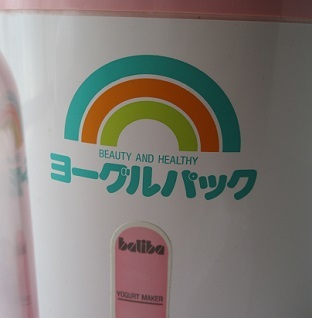 BEAUTY AND HEALTHY
ヨーグルパック
baliba
YOGURT MAKER